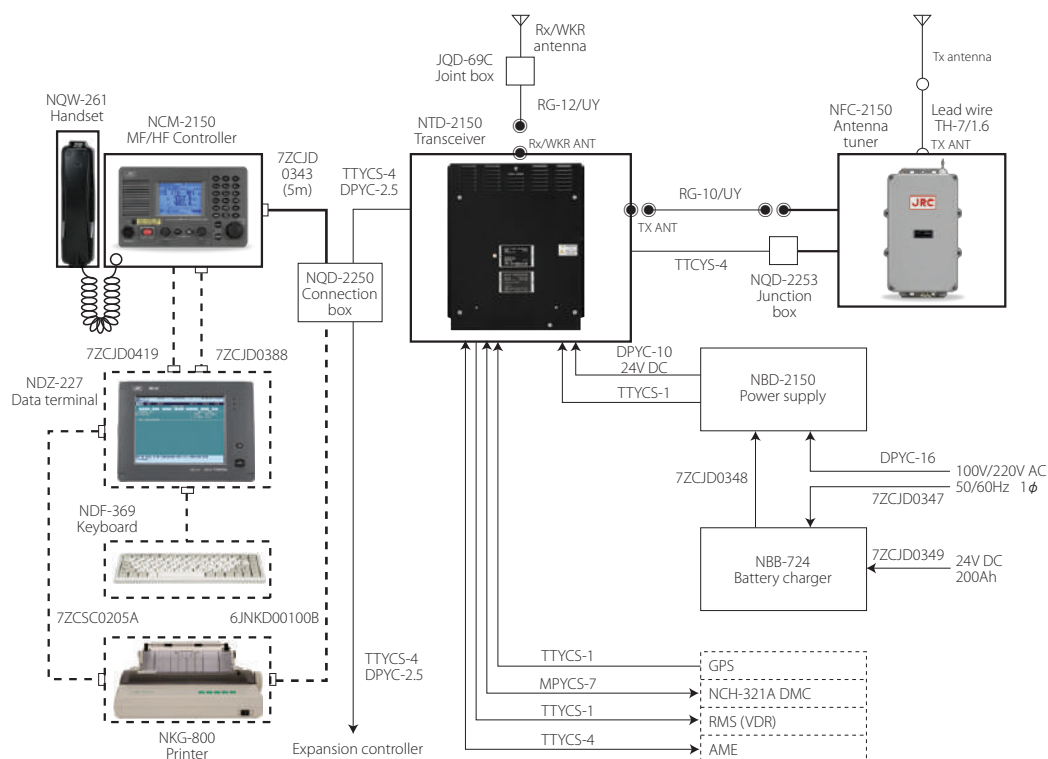 Rx/WKR
antenna
JQD-69C
Joint box
RG-12/UY
Tx antenna
NQW-261
Handset
NCM-2150
MF/HF Controller
7ZCJD
0343
(5m)
TTYCS-4
DPYC-2.5
NTD-2150
Transceiver
Rx/WKR ANT
NFC-2150
Antenna
tuner
Lead wire
TH-7/1.6
TX ANT
RG-10/UY
TX ANT
JRC
TTCYS-4
NQD-2253
Junction
box
NQD-2250
Connection
box
7ZCJD0419
7ZCJD0388
NDZ-227
Data terminal
DPYC-10
24V DC
TTYCS-1
NBD-2150
Power supply
7ZCJD0348
DPYC-16
100V/220V AC
50/60Hz 1ϕ
7ZCJD0347
NDF-369
Keyboard
NBB-724
Battery charger
7ZCJD0349
24V DC
200Ah
7ZCSC0205A
6JNKD00100B
NKG-800
Printer
TTYCS-4
DPYC-2.5
Expansion controller
TTYCS-1
GPS
MPYCS-7
NCH-321A DMC
TTYCS-1
RMS (VDR)
TTYCS-4
AME